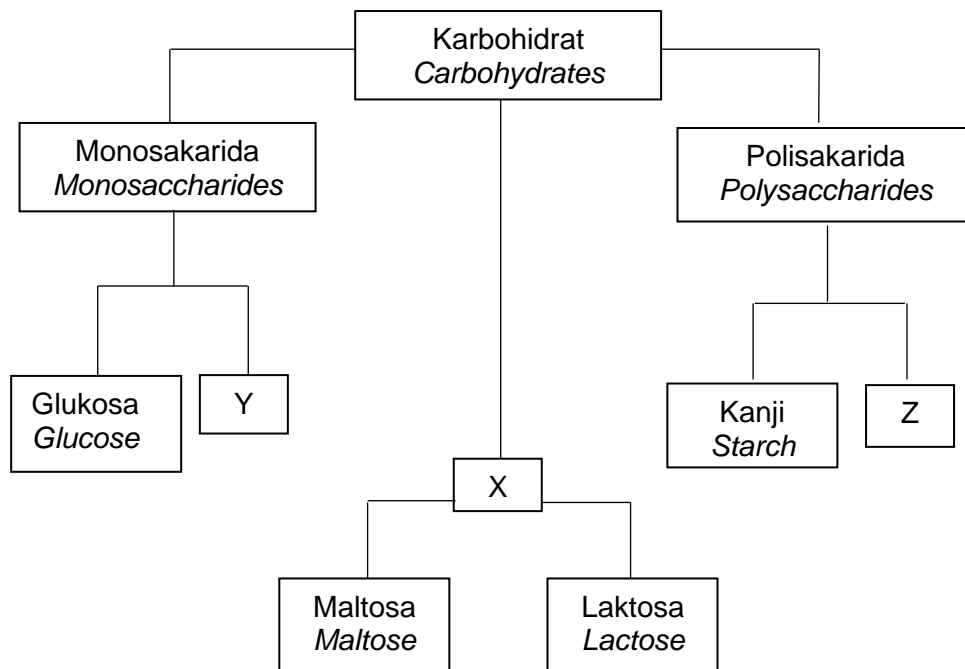 Karbohidrat
Carbohydrates
Monosakarida
Monosaccharides
Polisakarida
Polysaccharides
Glukosa
Glucose
Y
Kanji
Starch
Z
X
Maltosa
Maltose
Laktosa
Lactose